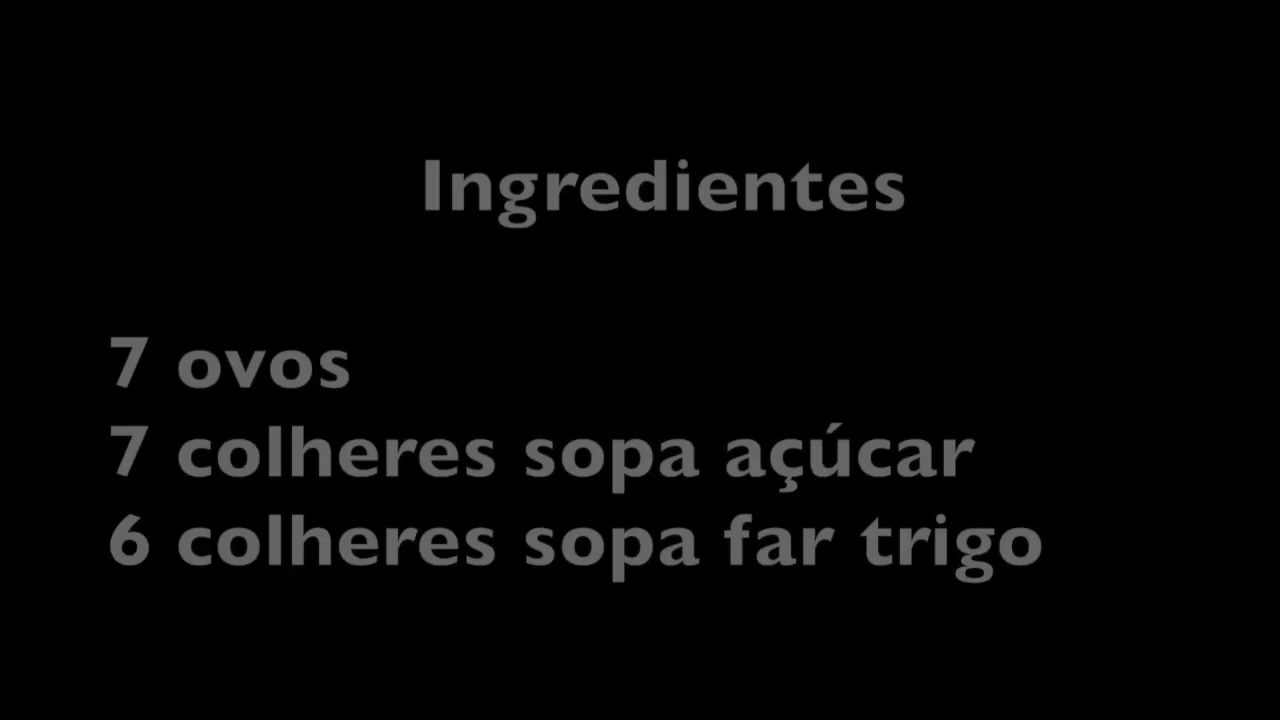 Ingredientes
7 ovos
7 colheres sopa açúcar
6 colheres sopa far trigo